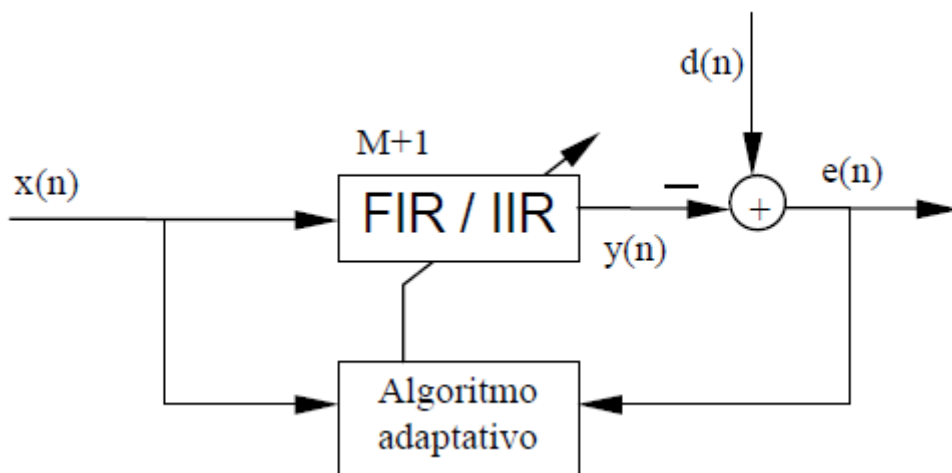 d(n)
M+1
x(n)
FIR / IIR
−
+
e(n)
y(n)
Algoritmo
adaptativo